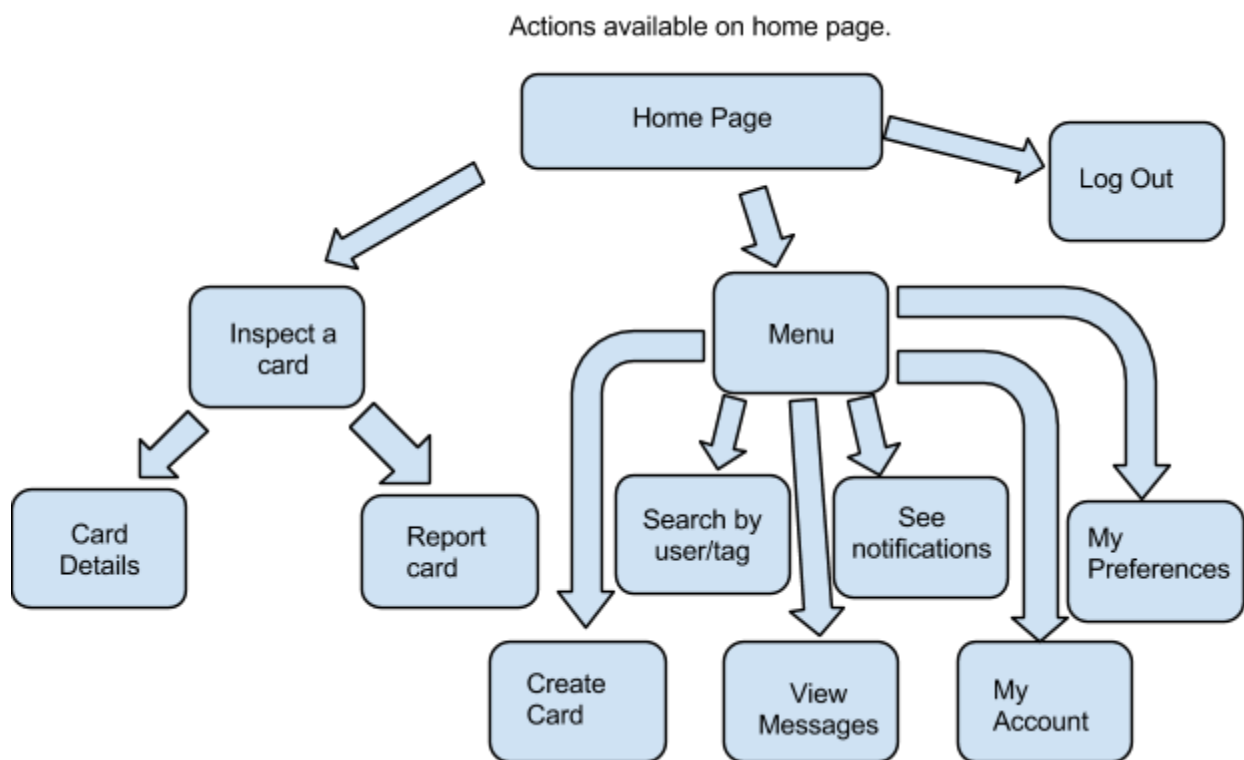 Actions available on home page.
Home Page
Log Out
Inspect a
card
Menu
Card
Details
Report
card
Search by
user/tag
See
notifications
My
Preferences
Create
Card
View
Messages
My
Account